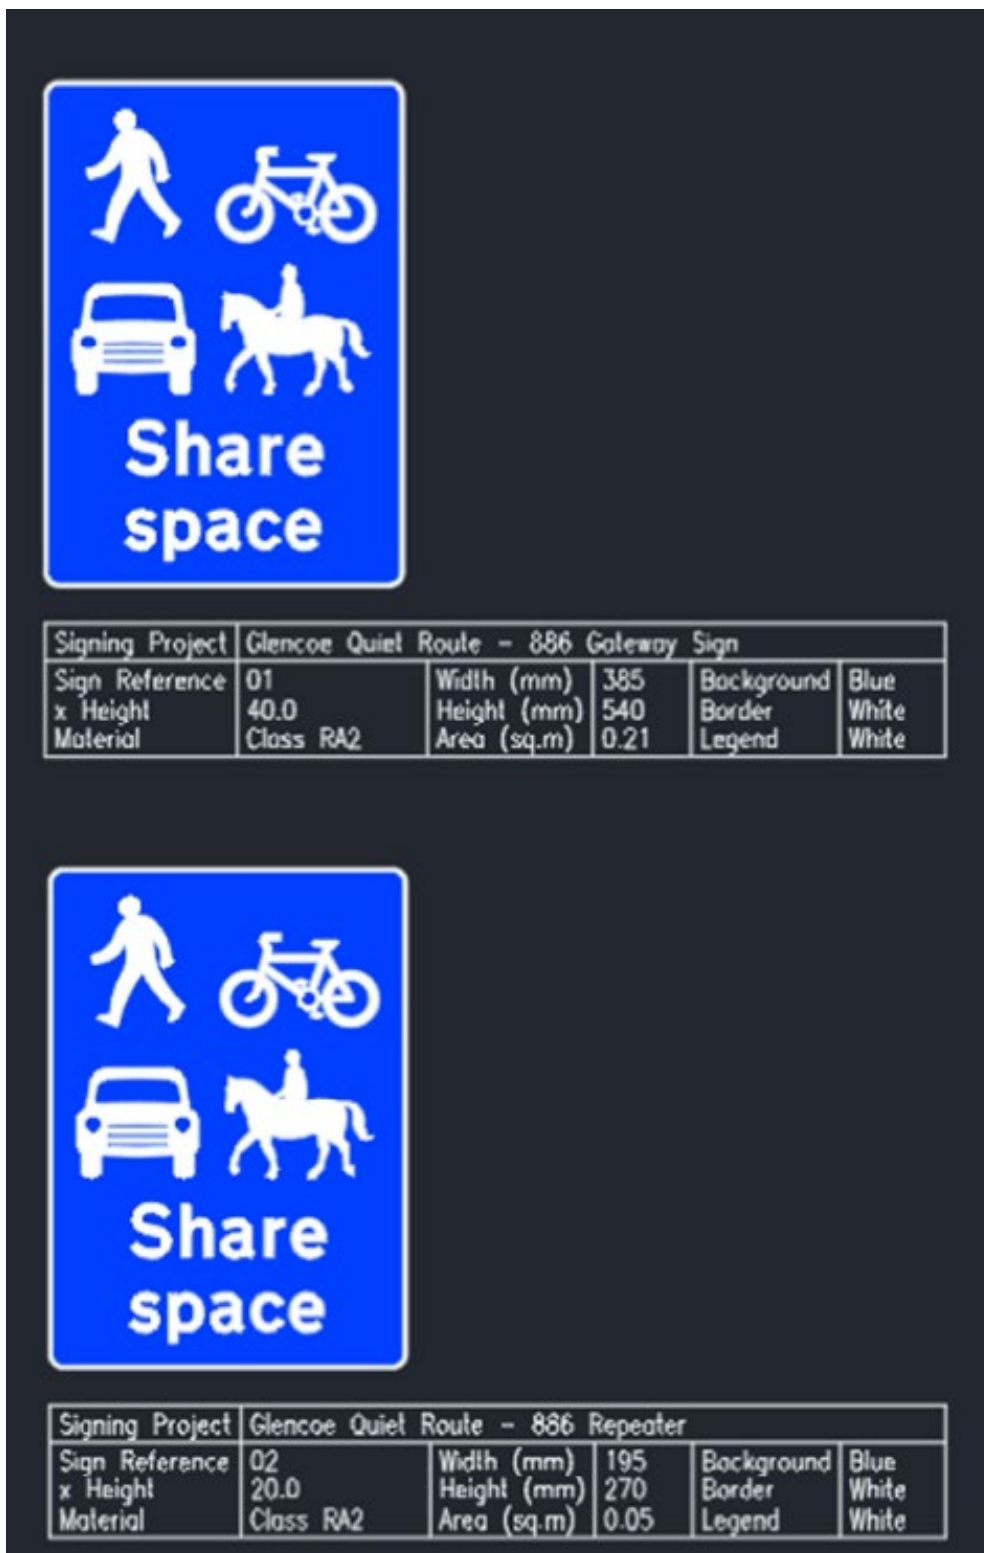 Share
space
Signing Project Glencoe Quiet Route - 886 Gateway Sign
Sign Reference 01 Width (mm) 385 Background Blue
x Height 40.0 Height (mm) 540 Border White
Material Class RA2 Area (sq.m) 0.21 Legend White
Share
space
Signing Project Glencoe Quiet Route - 886 Repeater
Sign Reference 02 Width (mm) 195 Background Blue
x Height 20.0 Height (mm) 270 Border White
Material Class RA2 Area (sq.m) 0.05 Legend White